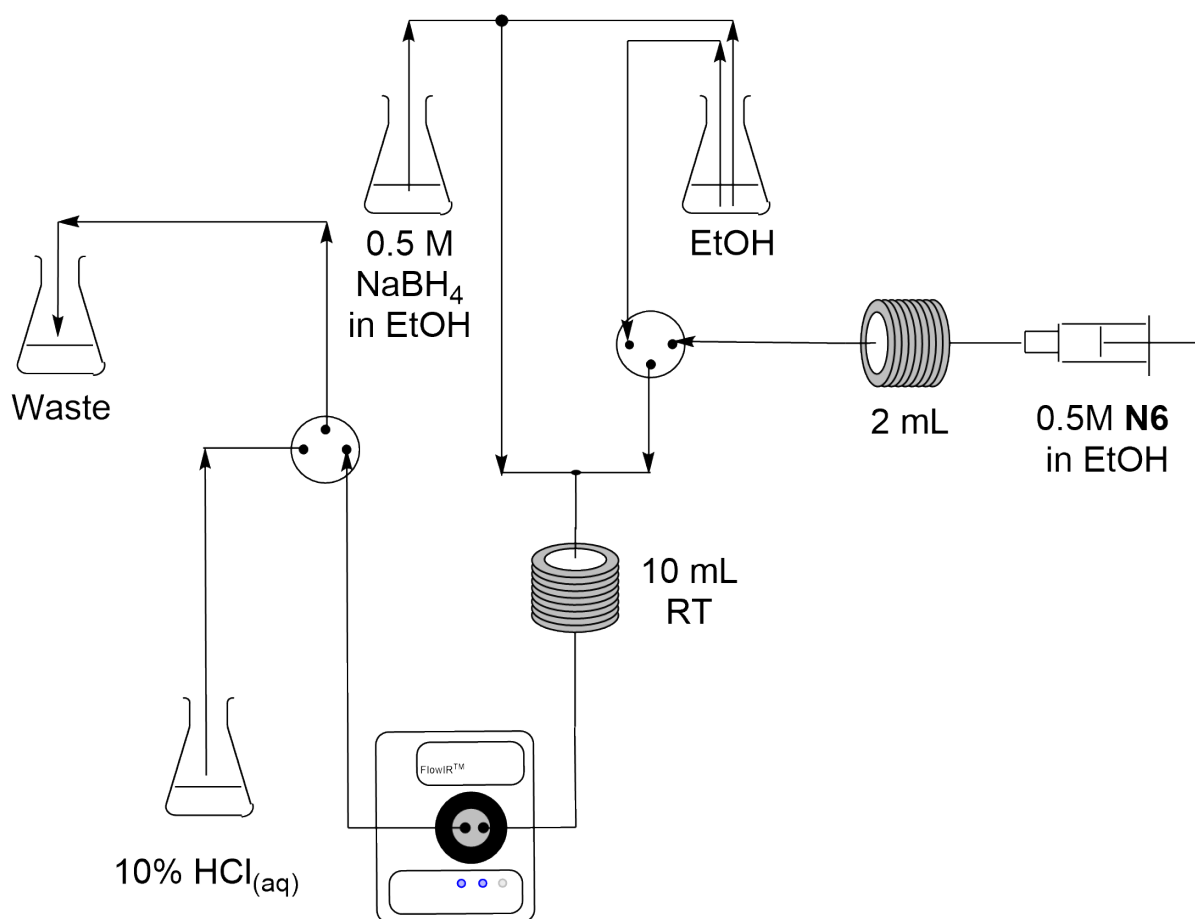 0.5 M
NaBH₄
in EtOH
EtOH
Waste
2 mL
0.5M N6
in EtOH
10 mL
RT
FlowIR™
10% HCl(aq)